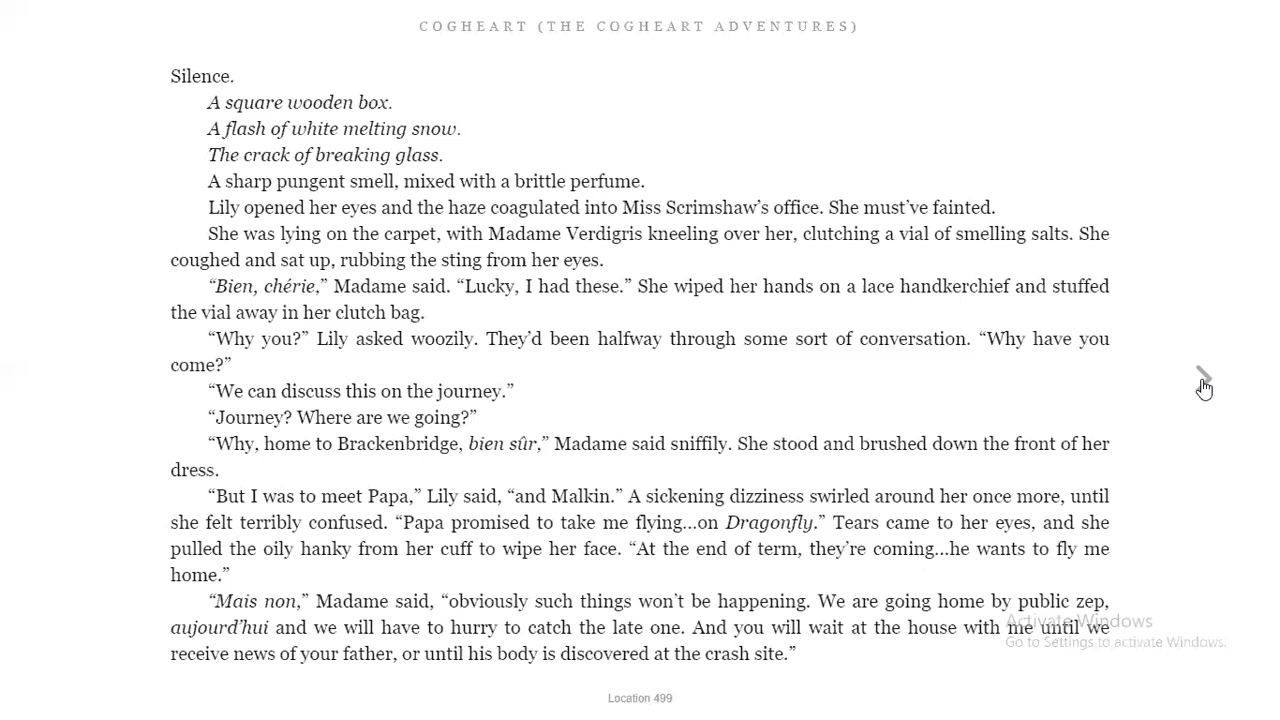 COGHEART (THE COGHEART ADVENTURES)
Silence.
A square wooden box.
A flash of white melting snow.
The crack of breaking glass.
A sharp pungent smell, mixed with a brittle perfume.
Lily opened her eyes and the haze coagulated into Miss Scrimshaw’s office. She must’ve fainted.
She was lying on the carpet, with Madame Verdigris kneeling over her, clutching a vial of smelling salts. She
coughed and sat up, rubbing the sting from her eyes.
“Bien, chérie,” Madame said. “Lucky, I had these.” She wiped her hands on a lace handkerchief and stuffed
the vial away in her clutch bag.
“Why you?” Lily asked woozily. They’d been halfway through some sort of conversation. “Why have you
come?”
“We can discuss this on the journey.”
“Journey? Where are we going?”
“Why, home to Brackenbridge, bien sûr,” Madame said sniffily. She stood and brushed down the front of her
dress.
“But I was to meet Papa,” Lily said, “and Malkin.” A sickening dizziness swirled around her once more, until
she felt terribly confused. “Papa promised to take me flying...on Dragonfly.” Tears came to her eyes, and she
pulled the oily hanky from her cuff to wipe her face. “At the end of term, they’re coming...he wants to fly me
home.”
“Mais non,” Madame said, “obviously such things won’t be happening. We are going home by public zep,
aujourd’hui and we will have to hurry to catch the late one. And you will wait at the house with me until we
receive news of your father, or until his body is discovered at the crash site.”
Activate Windows
Go to Settings to activate Windows.
Location 499